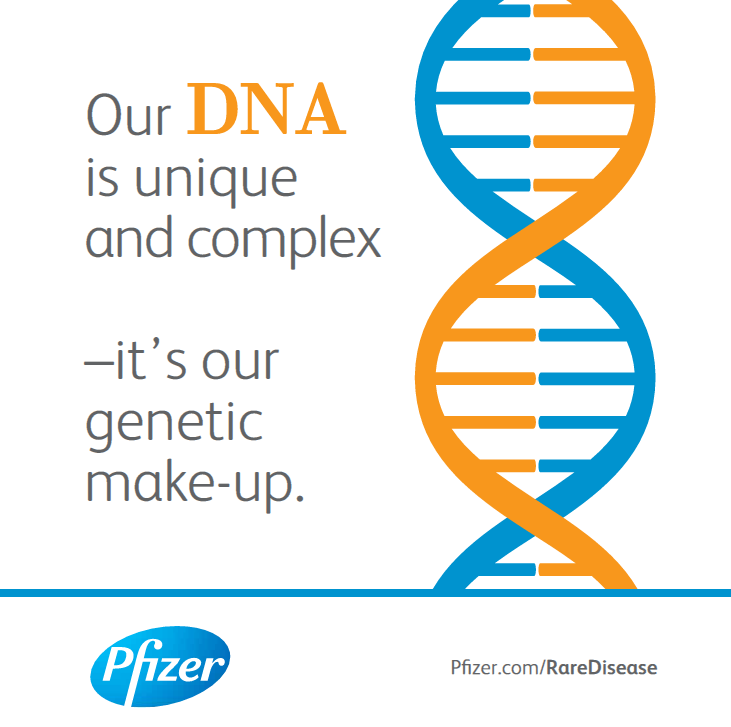 Our DNA
is unique
and complex
–it’s our
genetic
make-up.
Pfizer
Pfizer.com/RareDisease